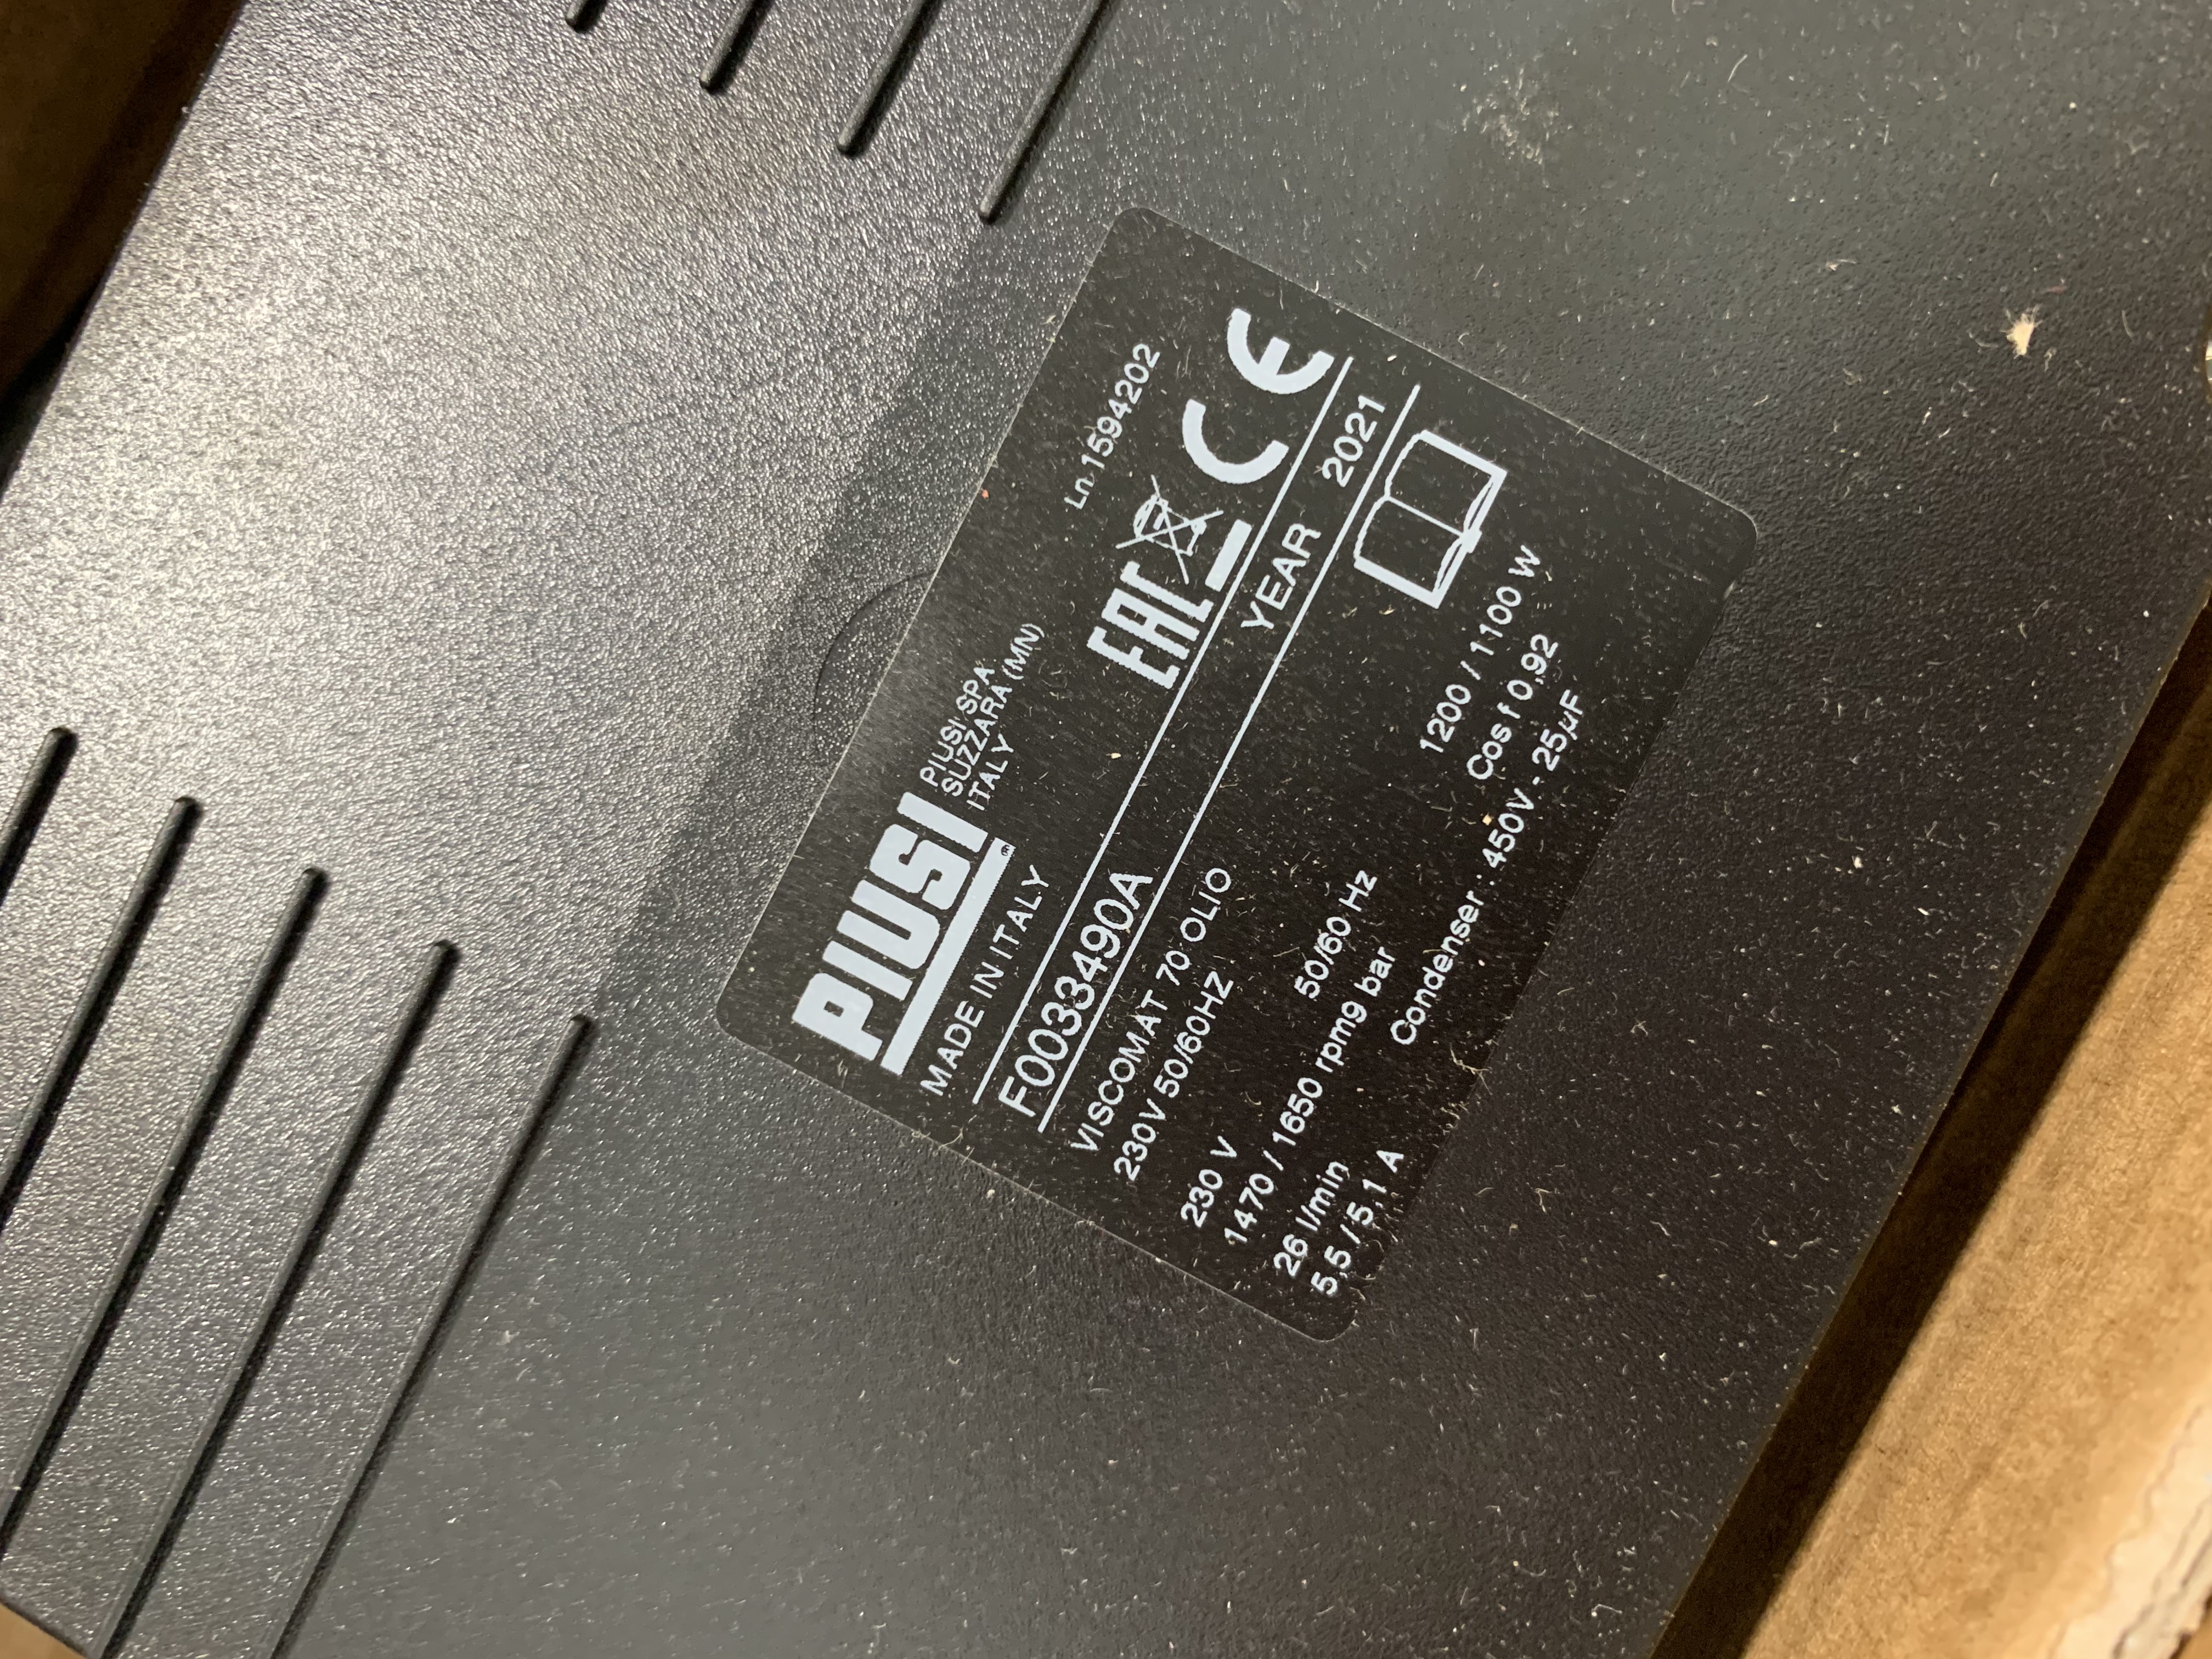 Ln.1594202
PIUSI
PIUSI SPA
SUZZARA (MN)
ITALY
MADE IN ITALY
EAC
CE
F0033490A
YEAR 2021
VISCOMAT 70 OLIO
230V 50/60HZ
230 V 50/60 Hz 1200 / 1100 W
1470 / 1650 rpm9 bar Cos f 0,92
26 l/min Condenser : 450V - 25µF
5,5 / 5,1 A